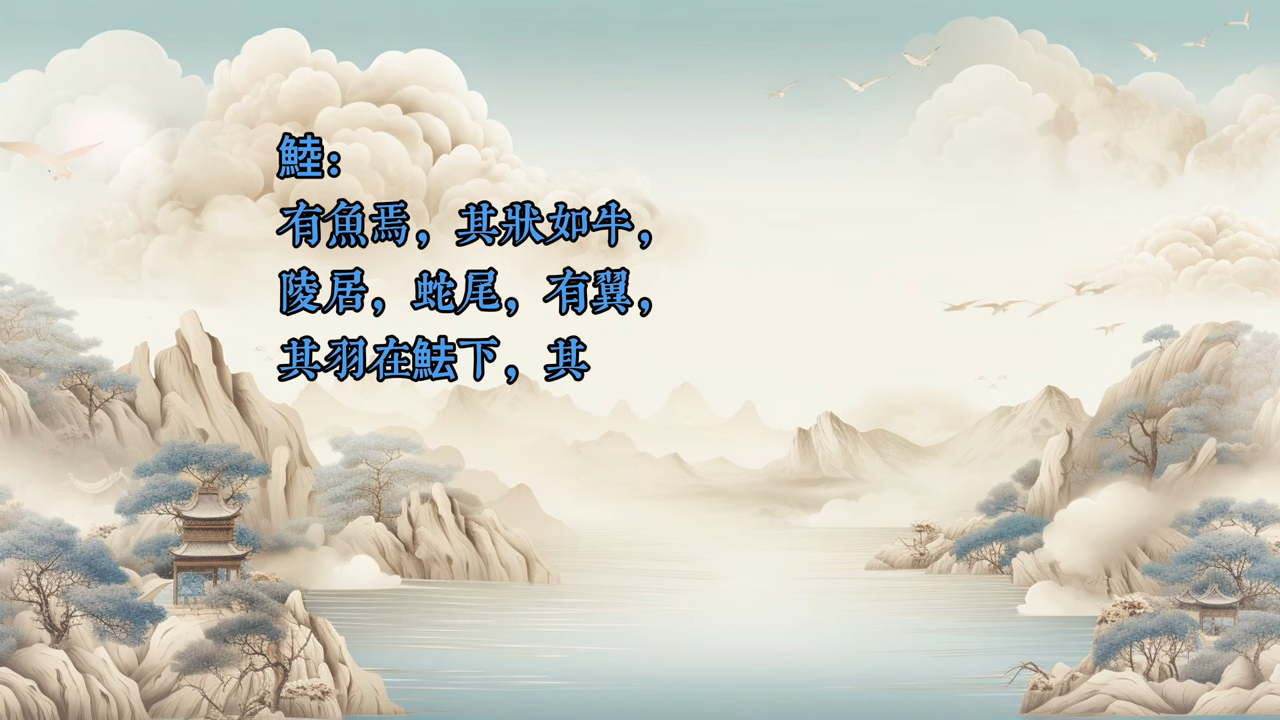 鯥：
有魚焉，其狀如牛，
陵居，蛇尾，有翼，
其羽在魼下，其